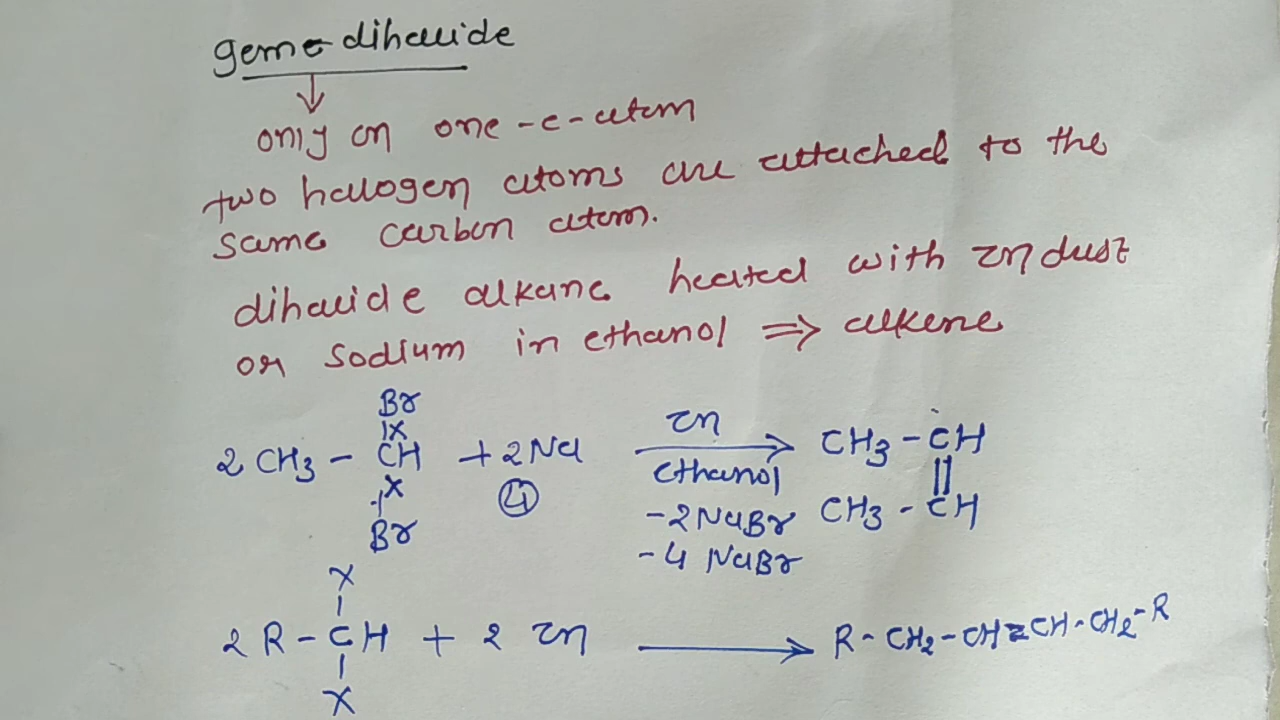 geme dihalide
only on one-c-atom
two halogen atoms are attached to the
same carbon atom.
dihalide alkane heated with zn dust
or sodium in ethanol ⇒ alkene
Br
2 CH3 - CH + 2Na zn → CH3 - CH
④ ethanol ||
Br -2NaBr CH3 - CH
-4 NaBr
X
2 R - CH + 2 zn → R - CH2 - CH = CH - CH2 - R
X